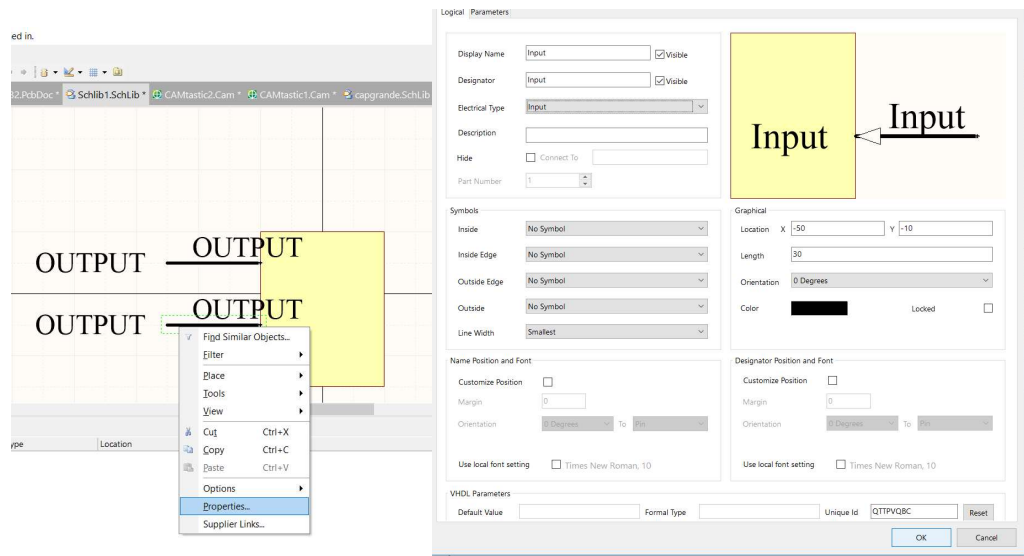 ed in.
B2.PcbDoc * Schlib1.SchLib * CAMtastic2.Cam * CAMtastic1.Cam * capgrande.SchLib
OUTPUT OUTPUT
OUTPUT OUTPUT
Find Similar Objects...
Filter
Place
Tools
View
Cut Ctrl+X
Copy Ctrl+C
Paste Ctrl+V
Options
Properties...
Supplier Links...
ype Location
Logical Parameters
Display Name Input Visible
Designator Input Visible
Electrical Type Input
Description
Hide Connect To
Part Number 1
Input Input
Symbols
Inside No Symbol
Inside Edge No Symbol
Outside Edge No Symbol
Outside No Symbol
Line Width Smallest
Graphical
Location X -50 Y -10
Length 30
Orientation 0 Degrees
Color Locked
Name Position and Font
Customize Position
Margin 0
Orientation 0 Degrees To Pin
Use local font setting Times New Roman, 10
Designator Position and Font
Customize Position
Margin 0
Orientation 0 Degrees To Pin
Use local font setting Times New Roman, 10
VHDL Parameters
Default Value Formal Type Unique Id QTTPVQBC Reset
OK Cancel